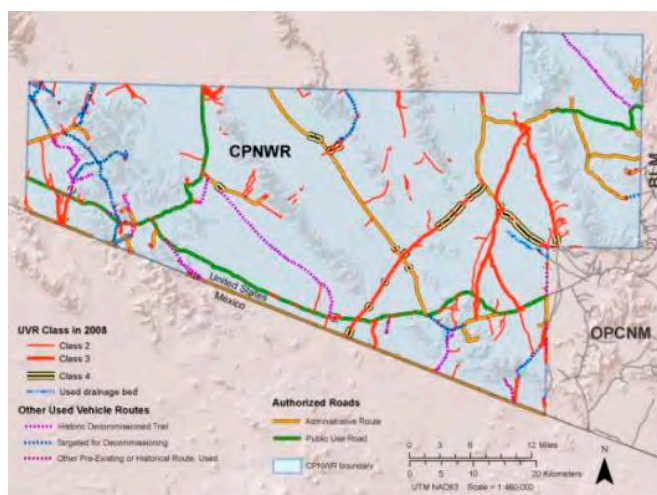 CPNWR
BLM
United States
Mexico
OPCNM
UVR Class in 2008
Class 2
Class 3
Class 4
Used drainage bed
Other Used Vehicle Routes
Historic Decommissioned Trail
Targeted for Decommissioning
Other Pre-Existing or Historical Route, Used
Authorized Roads
Administrative Route
Public Use Road
CPNWR boundary
0 3 6 12 Miles
0 5 10 20 Kilometers
UTM NAD83 Scale = 1:460,000
N